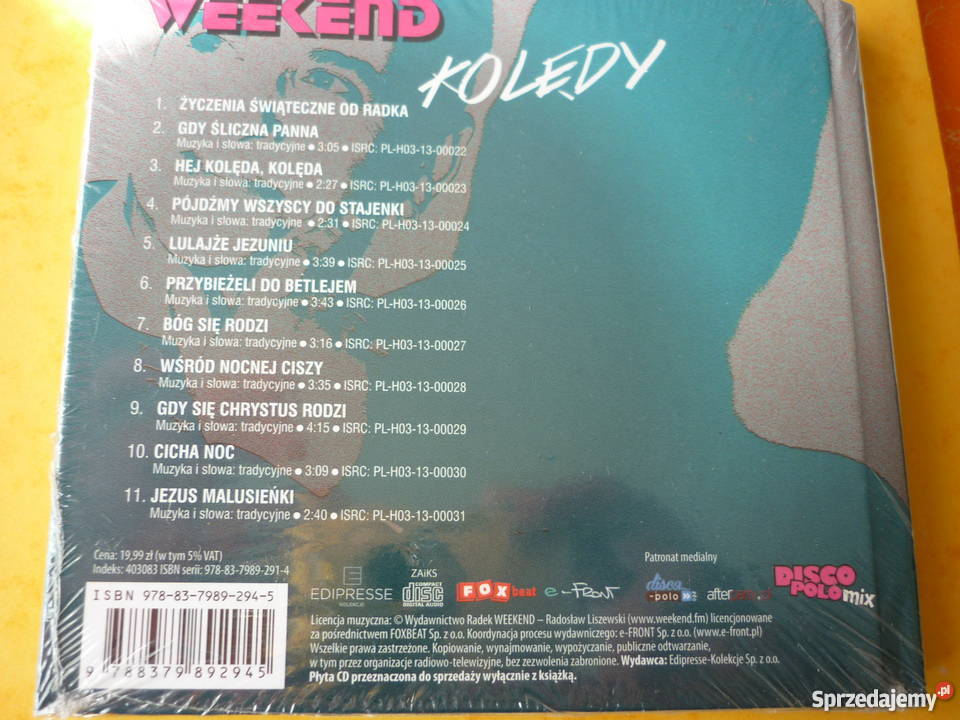 WEEKEND
KOLĘDY
1. ŻYCZENIA ŚWIĄTECZNE OD RADKA
2. GDY ŚLICZNA PANNA
Muzyka i słowa: tradycyjne ● 3:05 ● ISRC: PL-H03-13-00022
3. HEJ KOLĘDA, KOLĘDA
Muzyka i słowa: tradycyjne ● 2:27 ● ISRC: PL-H03-13-00023
4. PÓJDŹMY WSZYSCY DO STAJENKI
Muzyka i słowa: tradycyjne ● 2:31 ● ISRC: PL-H03-13-00024
5. LULAJŻE JEZUNIU
Muzyka i słowa: tradycyjne ● 3:39 ● ISRC: PL-H03-13-00025
6. PRZYBIEŻELI DO BETLEJEM
Muzyka i słowa: tradycyjne ● 3:43 ● ISRC: PL-H03-13-00026
7. BÓG SIĘ RODZI
Muzyka i słowa: tradycyjne ● 3:16 ● ISRC: PL-H03-13-00027
8. WŚRÓD NOCNEJ CISZY
Muzyka i słowa: tradycyjne ● 3:35 ● ISRC: PL-H03-13-00028
9. GDY SIĘ CHRYSTUS RODZI
Muzyka i słowa: tradycyjne ● 4:15 ● ISRC: PL-H03-13-00029
10. CICHA NOC
Muzyka i słowa: tradycyjne ● 3:09 ● ISRC: PL-H03-13-00030
11. JEZUS MALUSIEŃKI
Muzyka i słowa: tradycyjne ● 2:40 ● ISRC: PL-H03-13-00031
Cena: 19,99 zł (w tym 5% VAT)
Indeks: 403083 ISBN serii: 978-83-7989-291-4
ISBN 978-83-7989-294-5
9 788379 892945
EDIPRESSE
KOLEKCJE
ZAiKS
COMPACT
disc
DIGITAL AUDIO
FOX beat
e-FRONT
Patronat medialny
disco
-polo
DISCO
POLO mix
Licencja muzyczna: © Wydawnictwo Radek WEEKEND – Radosław Liszewski (www.weekend.fm) licencjonowane
za pośrednictwem FOXBEAT Sp. z o.o. Koordynacja procesu wydawniczego: e-FRONT Sp. z o.o. (www.e-front.pl)
Wszelkie prawa zastrzeżone. Kopiowanie, wynajmowanie, wypożyczanie, publiczne odtwarzanie,
w tym przez organizacje radiowo-telewizyjne, bez zezwolenia zabronione. Wydawca: Edipresse-Kolekcje Sp. z o.o.
Płyta CD przeznaczona do sprzedaży wyłącznie z książką.
Sprzedajemy.pl